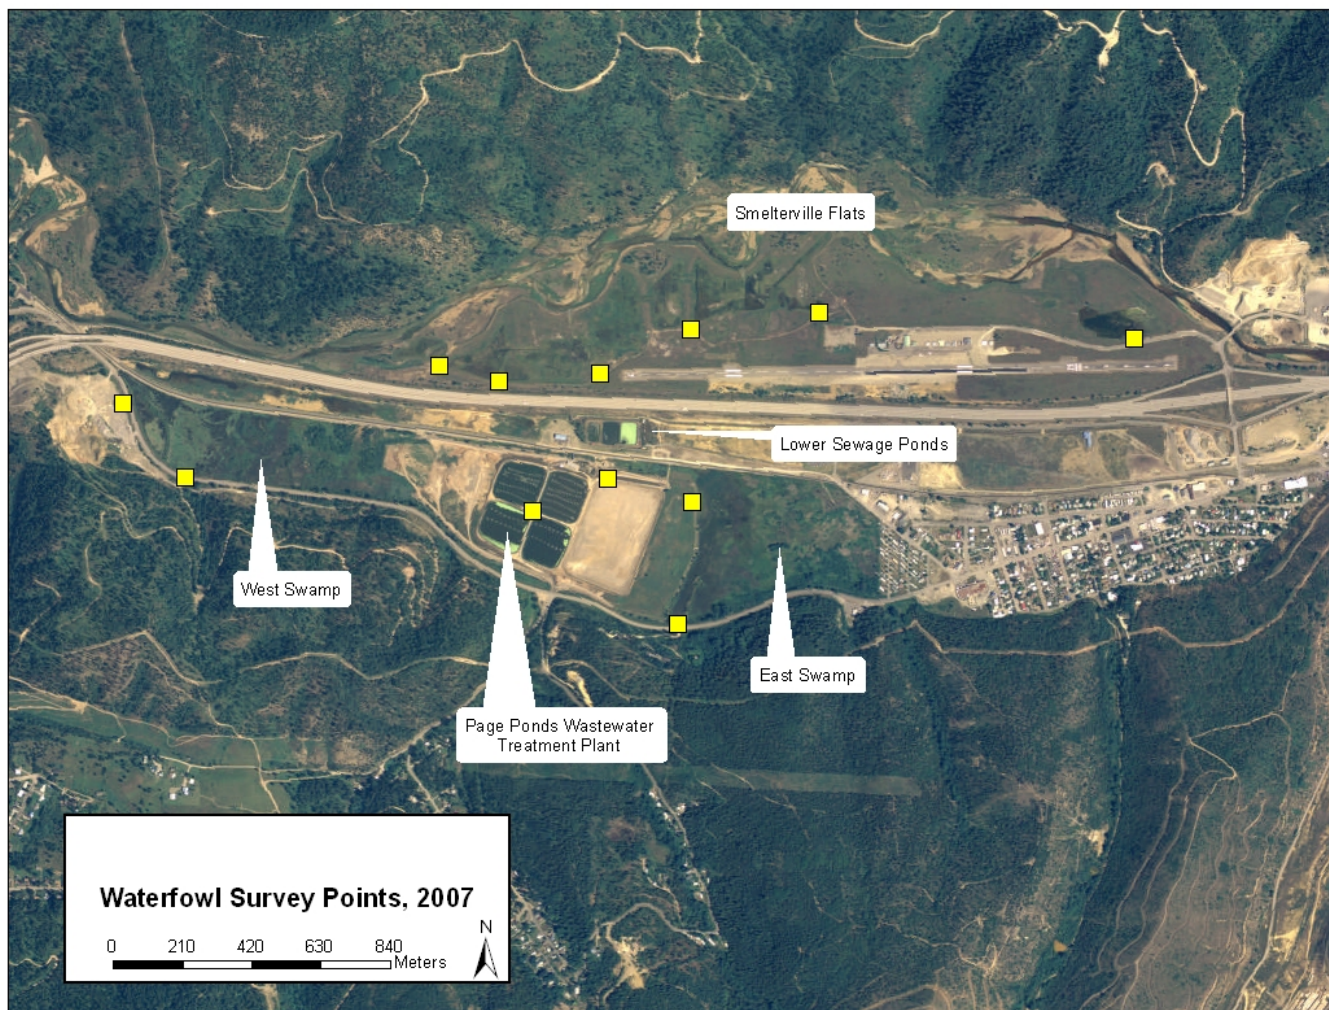 Smelterville Flats
Lower Sewage Ponds
West Swamp
East Swamp
Page Ponds Wastewater
Treatment Plant
Waterfowl Survey Points, 2007
N
0 210 420 630 840
Meters